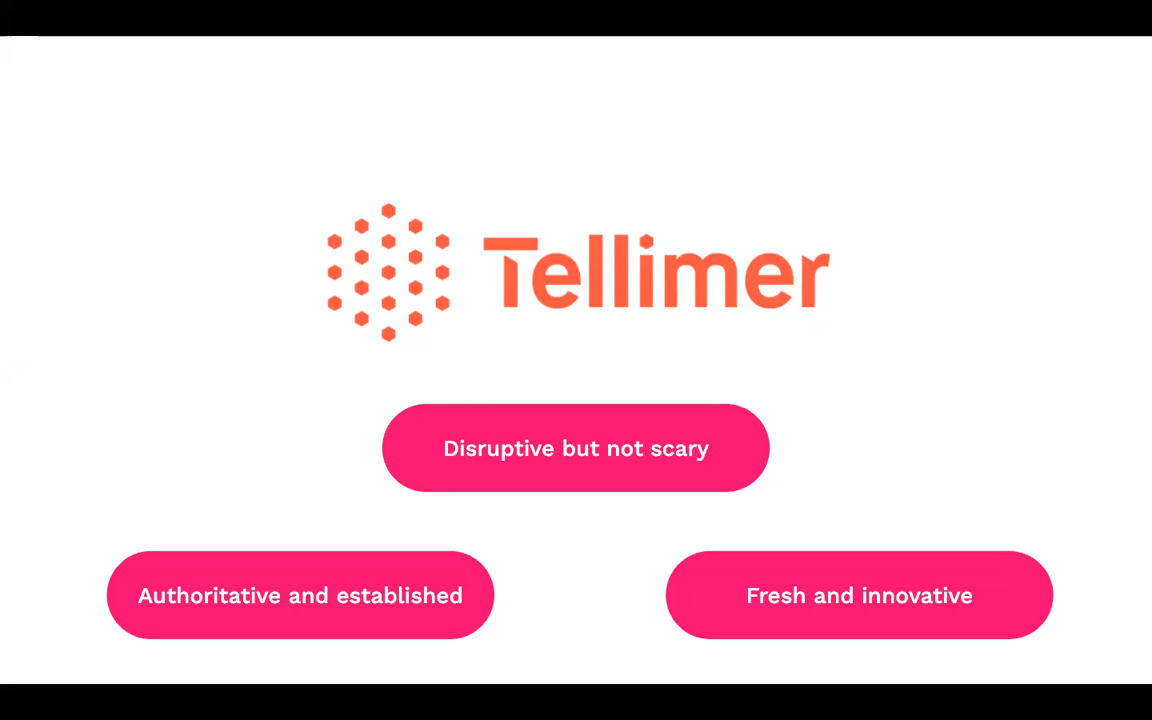 Tellimer
Disruptive but not scary
Authoritative and established
Fresh and innovative